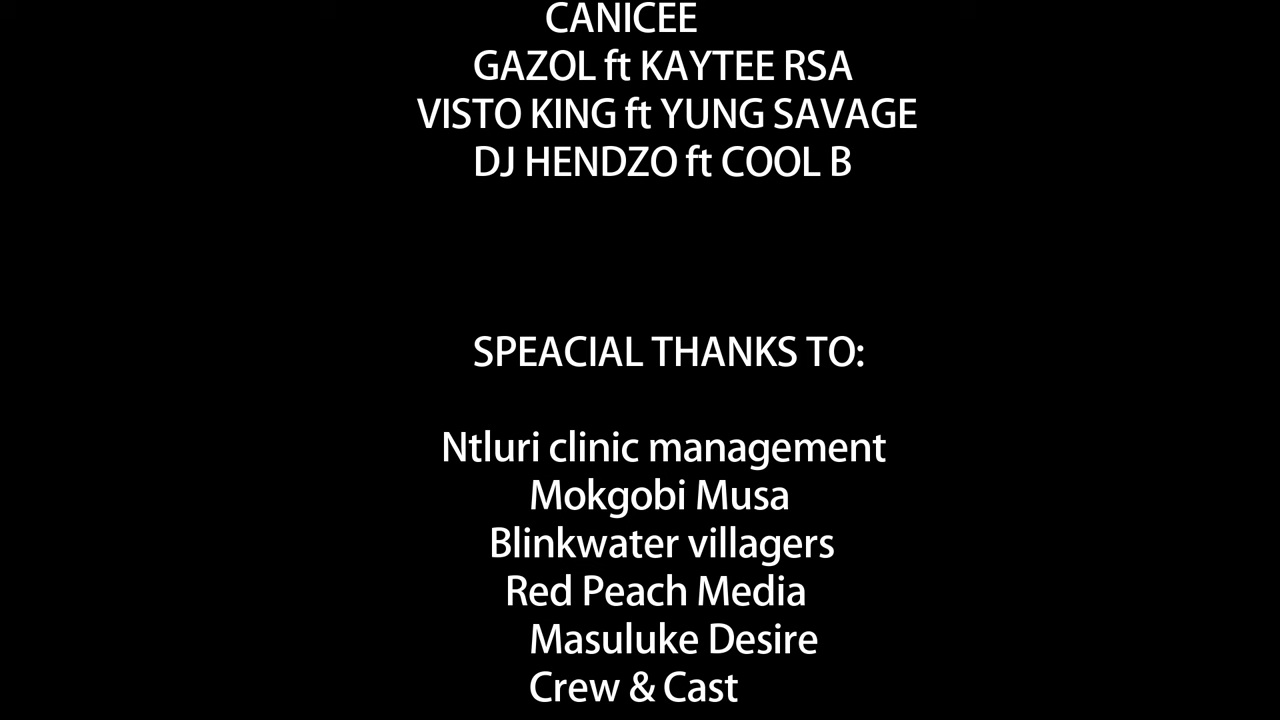 CANICEE
GAZOL ft KAYTEE RSA
VISTO KING ft YUNG SAVAGE
DJ HENDZO ft COOL B
SPEACIAL THANKS TO:
Ntluri clinic management
Mokgobi Musa
Blinkwater villagers
Red Peach Media
Masuluke Desire
Crew & Cast